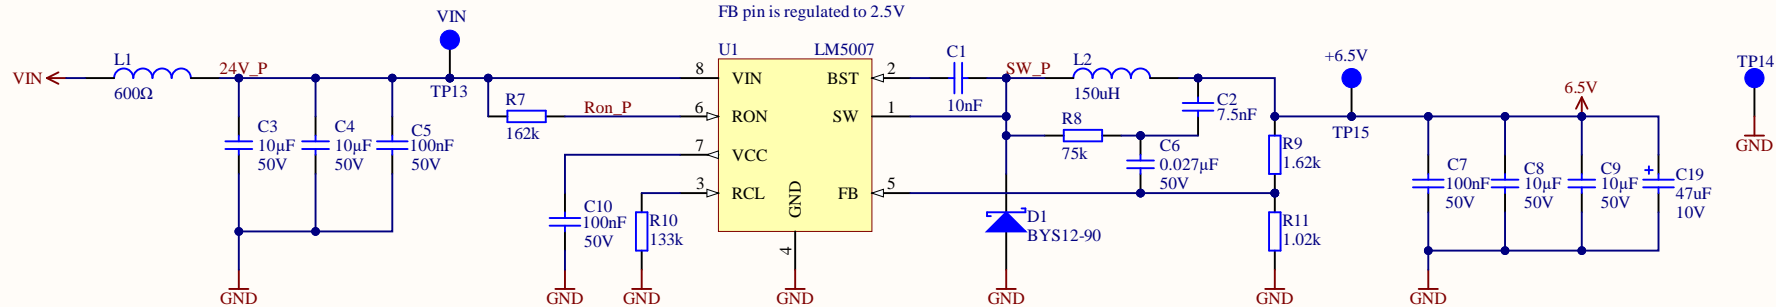 FB pin is regulated to 2.5V
VIN
L1
600Ω
24V_P
VIN
TP13
C3
10µF
50V
C4
10µF
50V
C5
100nF
50V
GND
R7
162k
Ron_P
C10
100nF
50V
GND
R10
133k
GND
U1
LM5007
8
VIN
6
RON
7
VCC
3
RCL
BST
2
SW
1
FB
5
GND
4
GND
C1
10nF
SW_P
L2
150uH
C2
7.5nF
R8
75k
C6
0.027µF
50V
D1
BYS12-90
GND
R9
1.62k
R11
1.02k
GND
+6.5V
TP15
6.5V
C7
100nF
50V
C8
10µF
50V
C9
10µF
50V
+
C19
47uF
10V
GND
TP14
GND